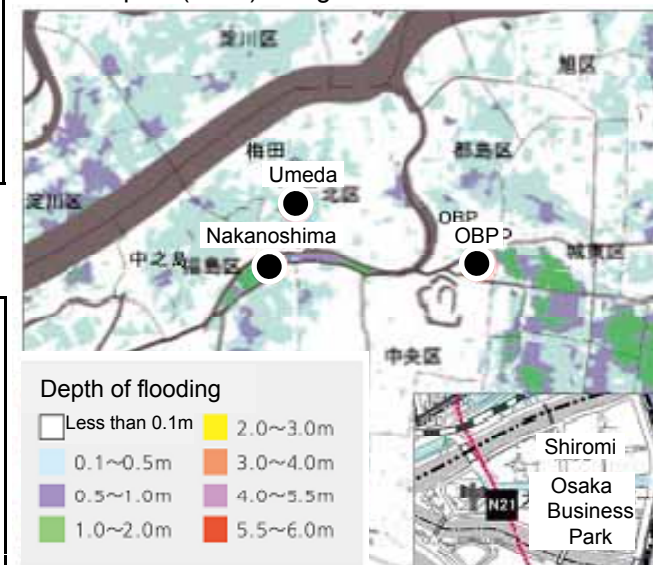 淀川区
旭区
梅田
都島区
Umeda
淀川区
北区
OBP
Nakanoshima
OBP
城東区
中之島
福島区
中央区
Depth of flooding
Less than 0.1m
2.0～3.0m
0.1～0.5m
3.0～4.0m
0.5～1.0m
4.0～5.5m
1.0～2.0m
5.5～6.0m
Shiromi
N21
Osaka
Business
Park